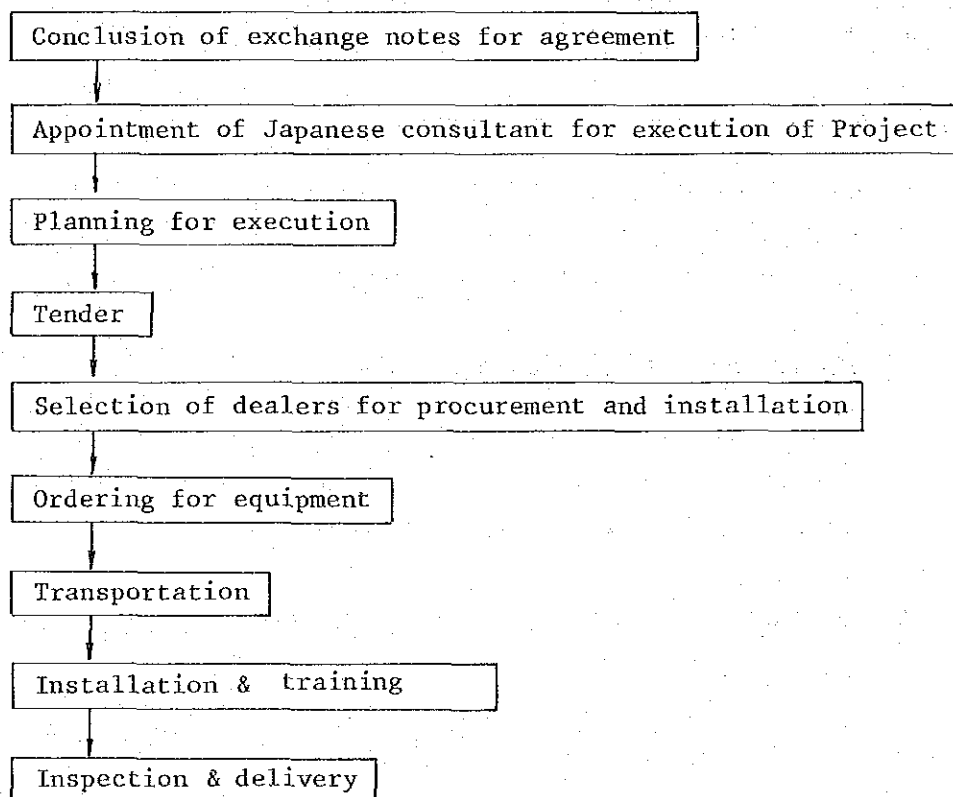 Conclusion of exchange notes for agreement
Appointment of Japanese consultant for execution of Project
Planning for execution
Tender
Selection of dealers for procurement and installation
Ordering for equipment
Transportation
Installation & training
Inspection & delivery